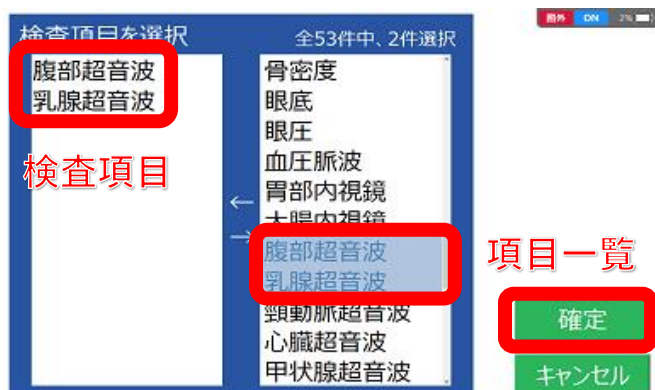 検査項目を選択
全53件中、2件選択
圏外 ON 2%
腹部超音波
乳腺超音波
検査項目
←
→
骨密度
眼底
眼圧
血圧脈波
胃部内視鏡
大腸内視鏡
腹部超音波
乳腺超音波
頸動脈超音波
心臓超音波
甲状腺超音波
項目一覧
確定
キャンセル